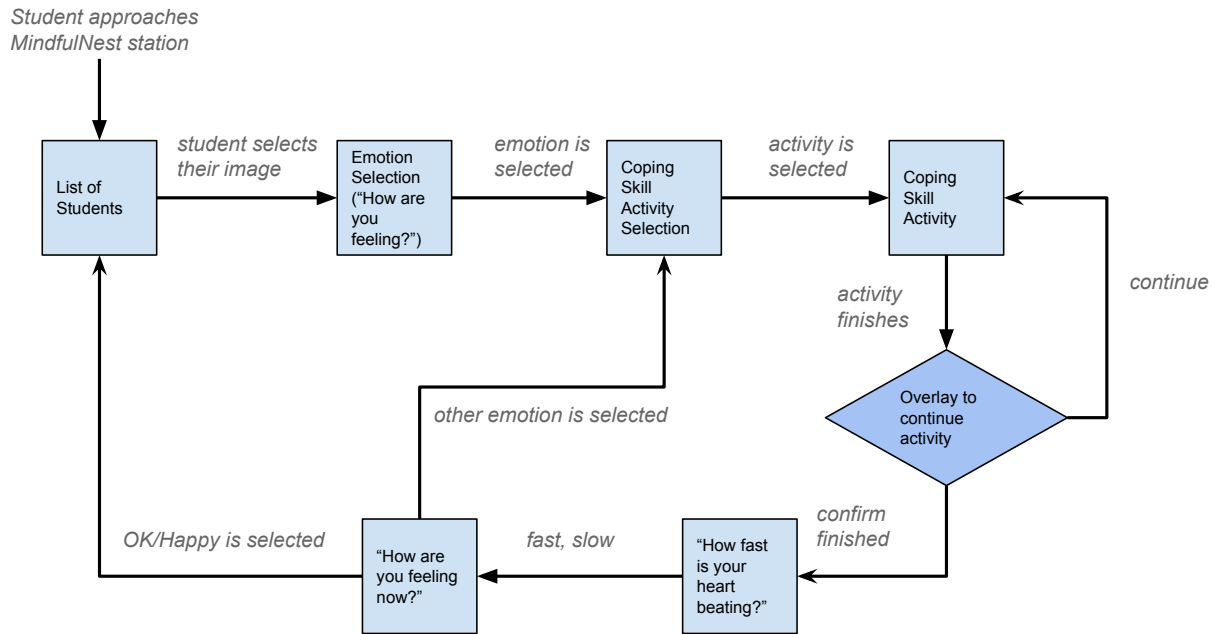 Student approaches
MindfulNest station
student selects
their image
emotion is
selected
activity is
selected
List of
Students
Emotion
Selection
(“How are
you
feeling?”)
Coping
Skill
Activity
Selection
Coping
Skill
Activity
continue
activity
finishes
Overlay to
continue
activity
other emotion is selected
OK/Happy is selected
“How are
you feeling
now?”
fast, slow
“How fast
is your
heart
beating?”
confirm
finished